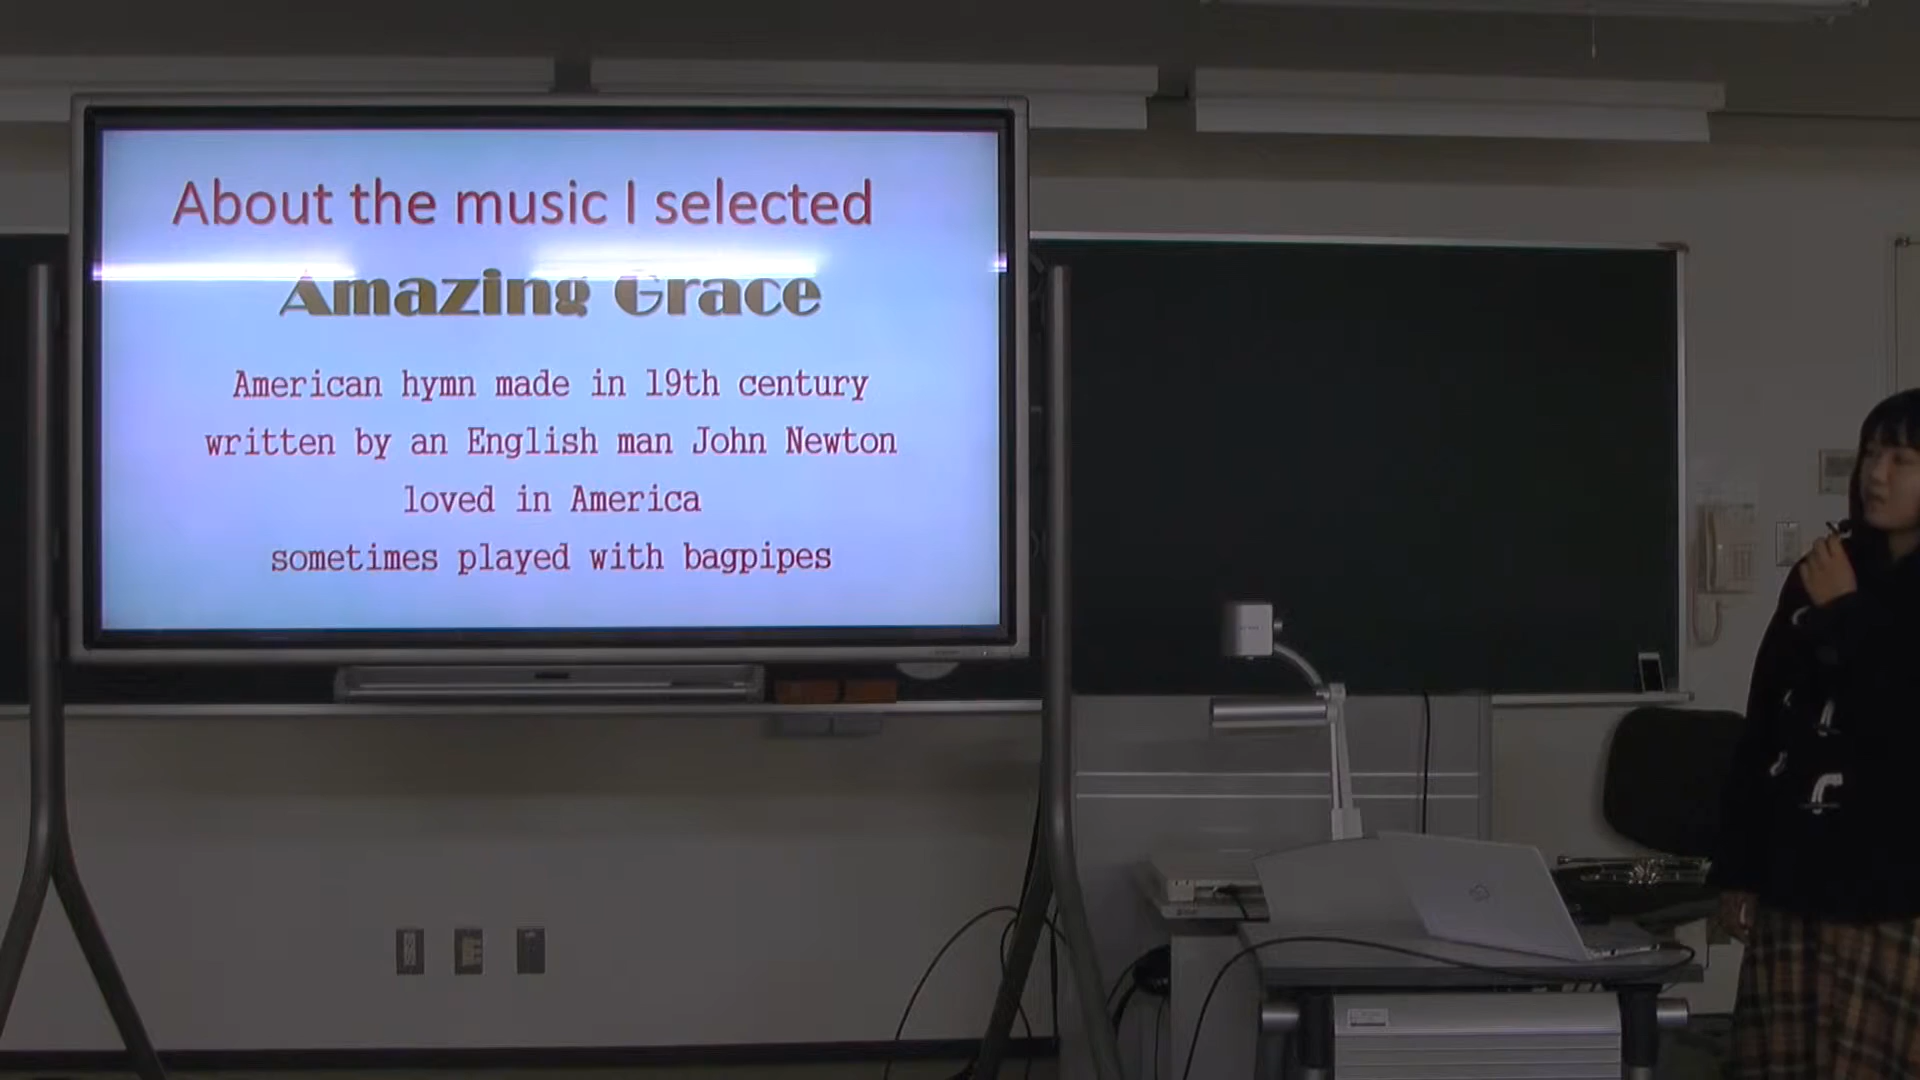 About the music I selected
Amazing Grace
American hymn made in 19th century
written by an English man John Newton
loved in America
sometimes played with bagpipes